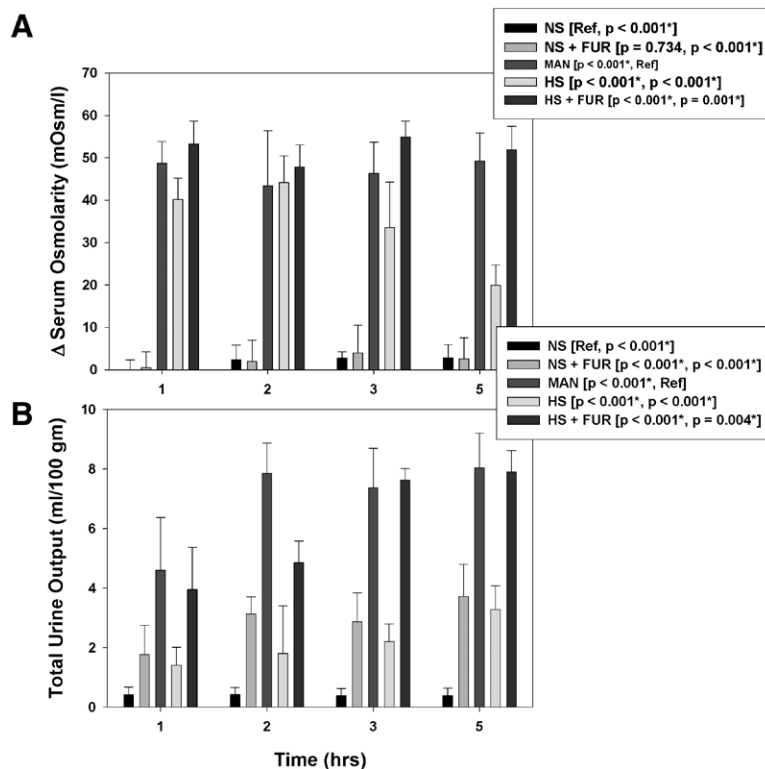 A
NS [Ref, p < 0.001*]
NS + FUR [p = 0.734, p < 0.001*]
MAN [p < 0.001*, Ref]
HS [p < 0.001*, p < 0.001*]
HS + FUR [p < 0.001*, p = 0.001*]
Δ Serum Osmolarity (mOsm/l)
70
60
50
40
30
20
10
0
1
2
3
5
B
NS [Ref, p < 0.001*]
NS + FUR [p < 0.001*, p < 0.001*]
MAN [p < 0.001*, Ref]
HS [p < 0.001*, p < 0.001*]
HS + FUR [p < 0.001*, p = 0.004*]
Total Urine Output (ml/100 gm)
10
8
6
4
2
0
1
2
3
5
Time (hrs)